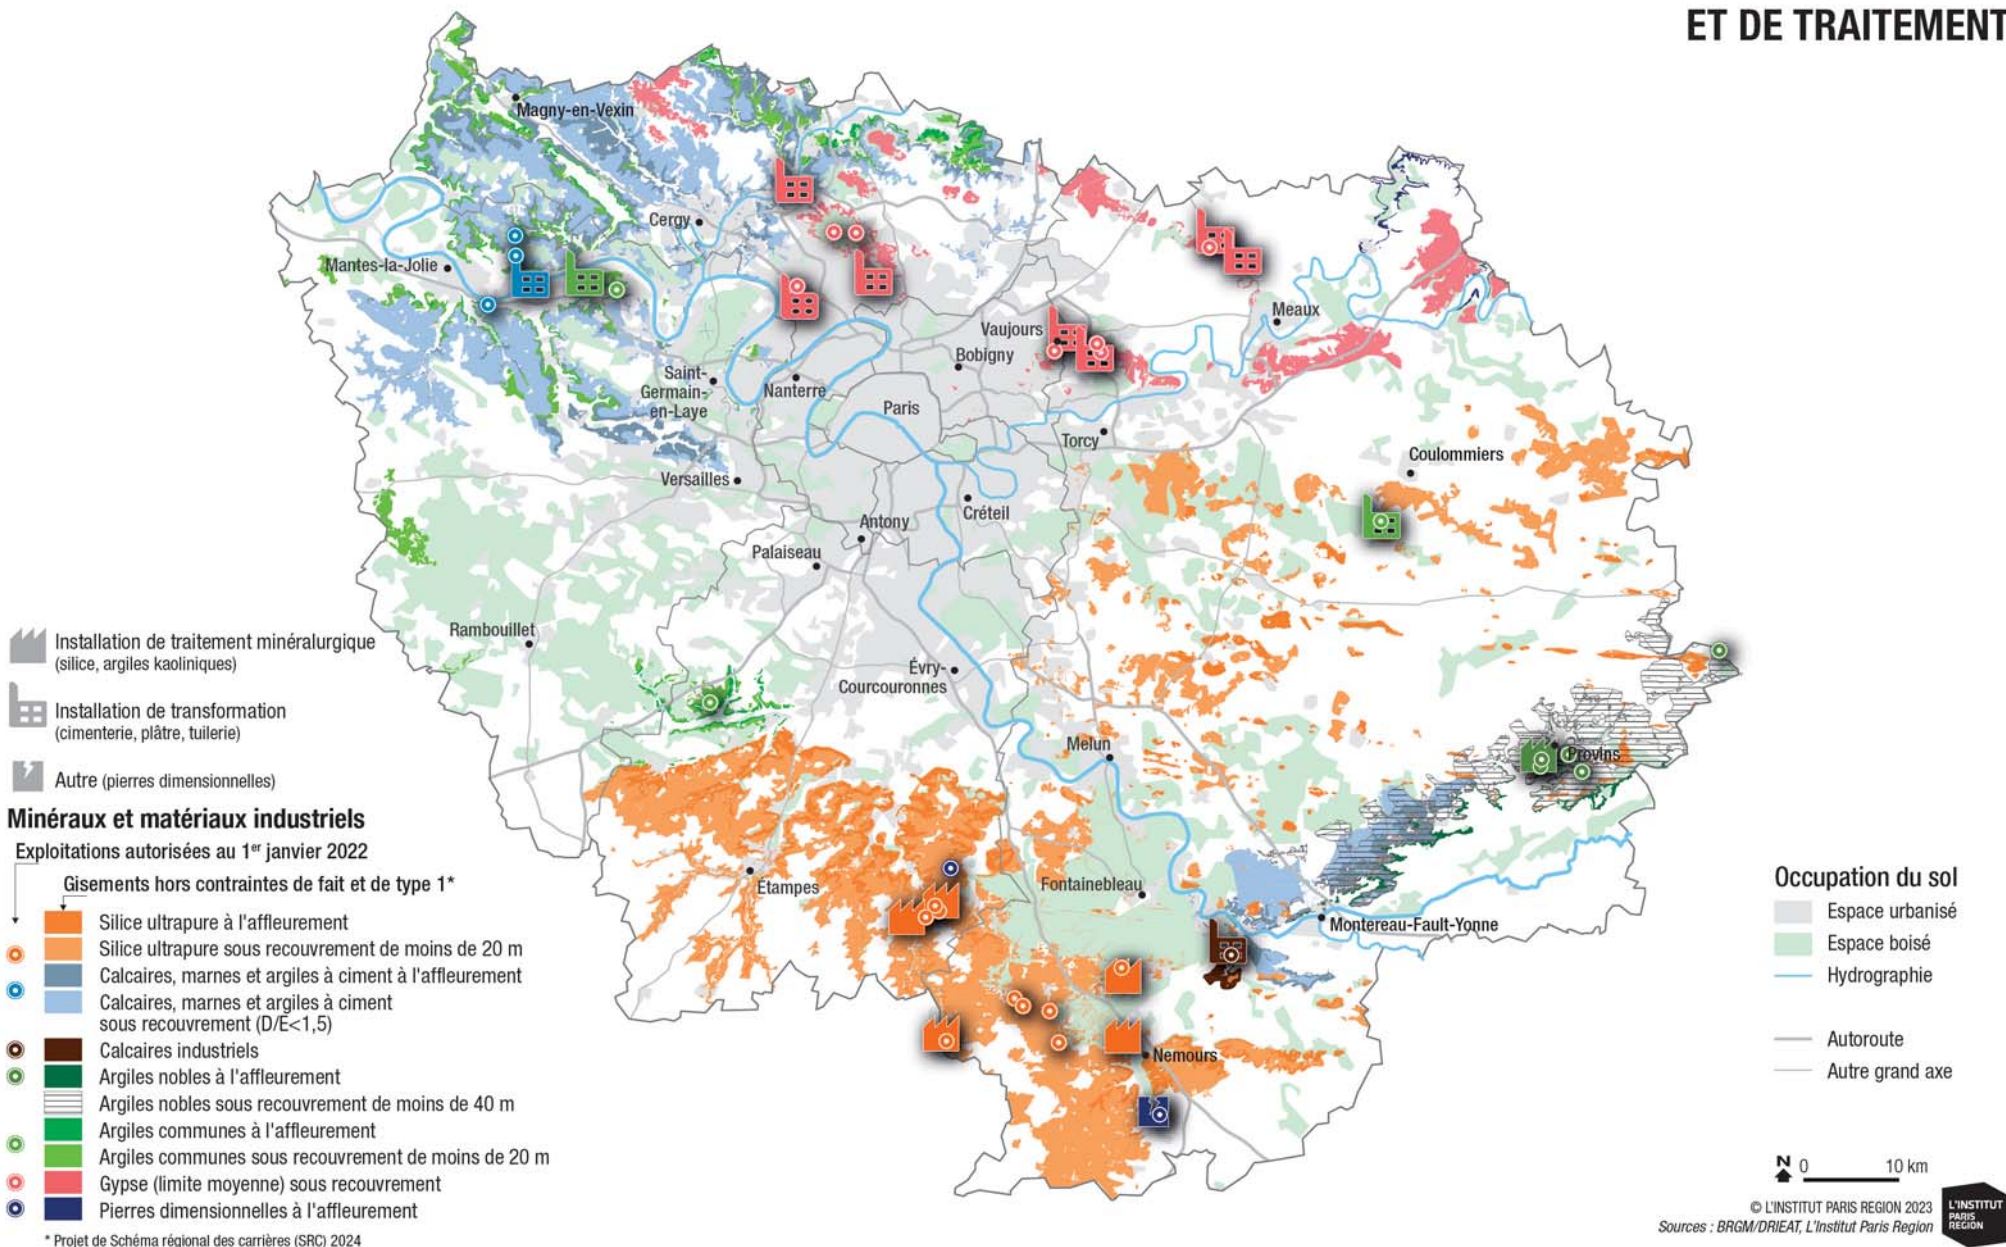 ET DE TRAITEMENT
Magny-en-Vexin
Cergy
Mantes-la-Jolie
Meaux
Vaujours
Bobigny
Saint-
Germain-
en-Laye
Nanterre
Paris
Torcy
Coulommiers
Versailles
Créteil
Antony
Palaiseau
Rambouillet
Évry-
Courcouronnes
Melun
Provins
Étampes
Fontainebleau
Montereau-Fault-Yonne
Nemours
Installation de traitement minéralurgique
(silice, argiles kaoliniques)
Installation de transformation
(cimenterie, plâtre, tuilerie)
Autre (pierres dimensionnelles)
Minéraux et matériaux industriels
Exploitations autorisées au 1er janvier 2022
Gisements hors contraintes de fait et de type 1*
Silice ultrapure à l'affleurement
Silice ultrapure sous recouvrement de moins de 20 m
Calcaires, marnes et argiles à ciment à l'affleurement
Calcaires, marnes et argiles à ciment
sous recouvrement (D/E<1,5)
Calcaires industriels
Argiles nobles à l'affleurement
Argiles nobles sous recouvrement de moins de 40 m
Argiles communes à l'affleurement
Argiles communes sous recouvrement de moins de 20 m
Gypse (limite moyenne) sous recouvrement
Pierres dimensionnelles à l'affleurement
* Projet de Schéma régional des carrières (SRC) 2024
Occupation du sol
Espace urbanisé
Espace boisé
Hydrographie
Autoroute
Autre grand axe
N 0 10 km
© L'INSTITUT PARIS REGION 2023
Sources : BRGM/DRIEAT, L'Institut Paris Region
L'INSTITUT
PARIS
REGION